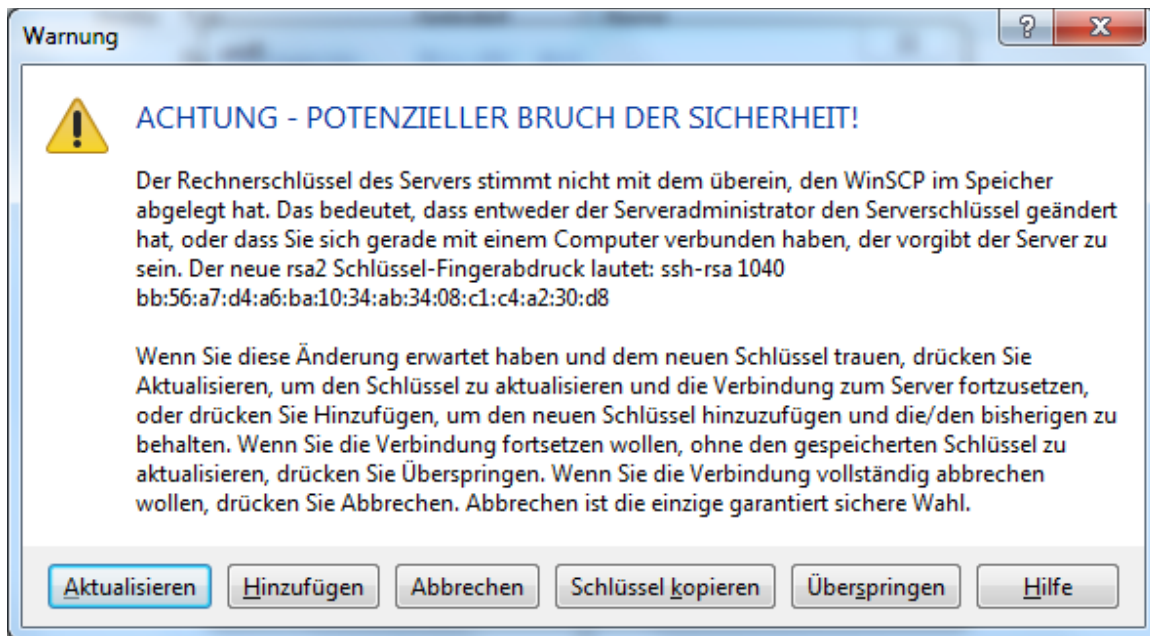 Warnung
ACHTUNG - POTENZIELLER BRUCH DER SICHERHEIT!
Der Rechnerschlüssel des Servers stimmt nicht mit dem überein, den WinSCP im Speicher
abgelegt hat. Das bedeutet, dass entweder der Serveradministrator den Serverschlüssel geändert
hat, oder dass Sie sich gerade mit einem Computer verbunden haben, der vorgibt der Server zu
sein. Der neue rsa2 Schlüssel-Fingerabdruck lautet: ssh-rsa 1040
bb:56:a7:d4:a6:ba:10:34:ab:34:08:c1:c4:a2:30:d8
Wenn Sie diese Änderung erwartet haben und dem neuen Schlüssel trauen, drücken Sie
Aktualisieren, um den Schlüssel zu aktualisieren und die Verbindung zum Server fortzusetzen,
oder drücken Sie Hinzufügen, um den neuen Schlüssel hinzuzufügen und die/den bisherigen zu
behalten. Wenn Sie die Verbindung fortsetzen wollen, ohne den gespeicherten Schlüssel zu
aktualisieren, drücken Sie Überspringen. Wenn Sie die Verbindung vollständig abbrechen
wollen, drücken Sie Abbrechen. Abbrechen ist die einzige garantiert sichere Wahl.
Aktualisieren Hinzufügen Abbrechen Schlüssel kopieren Überspringen Hilfe